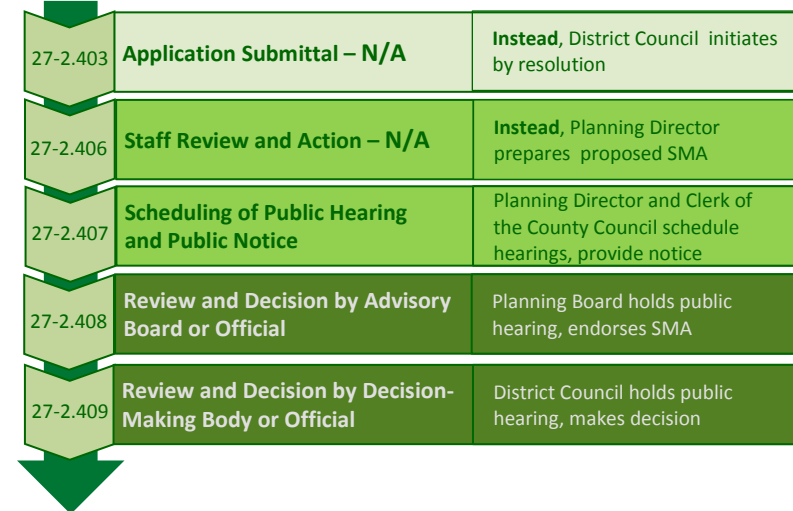 27-2.403
Application Submittal – N/A
Instead, District Council initiates
by resolution
27-2.406
Staff Review and Action – N/A
Instead, Planning Director
prepares proposed SMA
27-2.407
Scheduling of Public Hearing
and Public Notice
Planning Director and Clerk of
the County Council schedule
hearings, provide notice
27-2.408
Review and Decision by Advisory
Board or Official
Planning Board holds public
hearing, endorses SMA
27-2.409
Review and Decision by Decision-
Making Body or Official
District Council holds public
hearing, makes decision